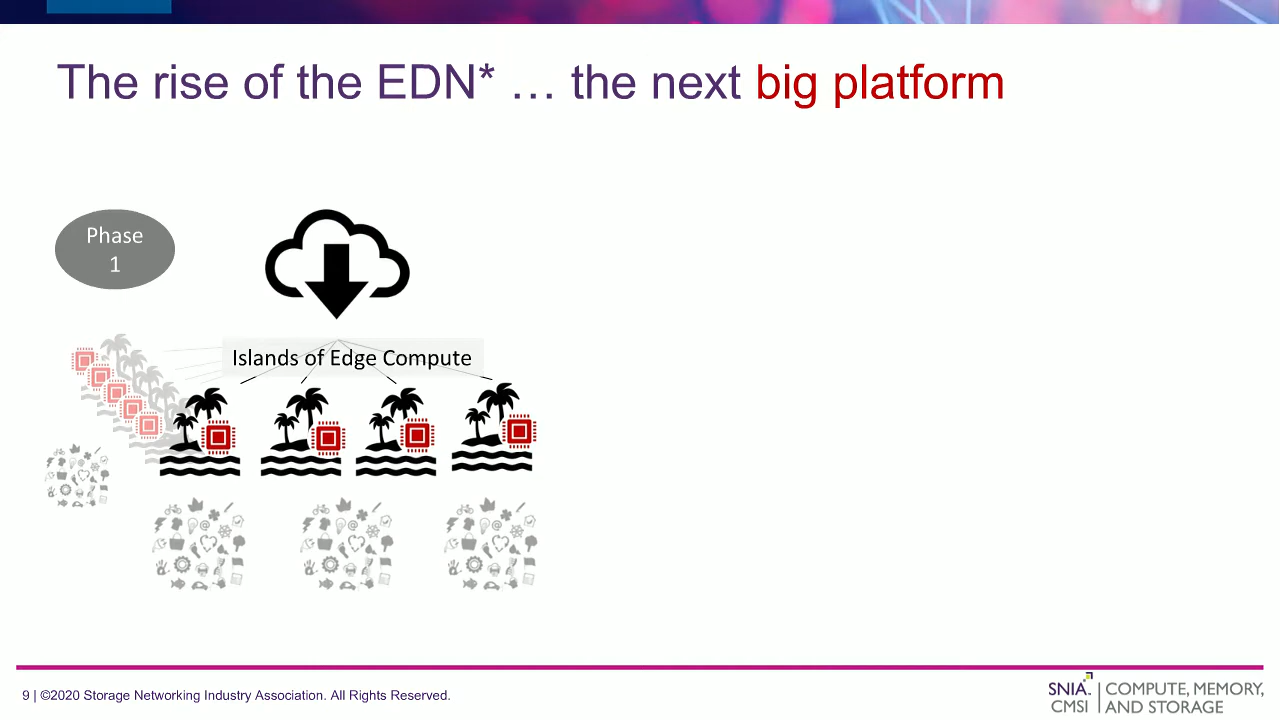 The rise of the EDN* … the next big platform
Phase
1
Islands of Edge Compute
9 | ©2020 Storage Networking Industry Association. All Rights Reserved.
SNIA. | COMPUTE, MEMORY,
CMSI | AND STORAGE